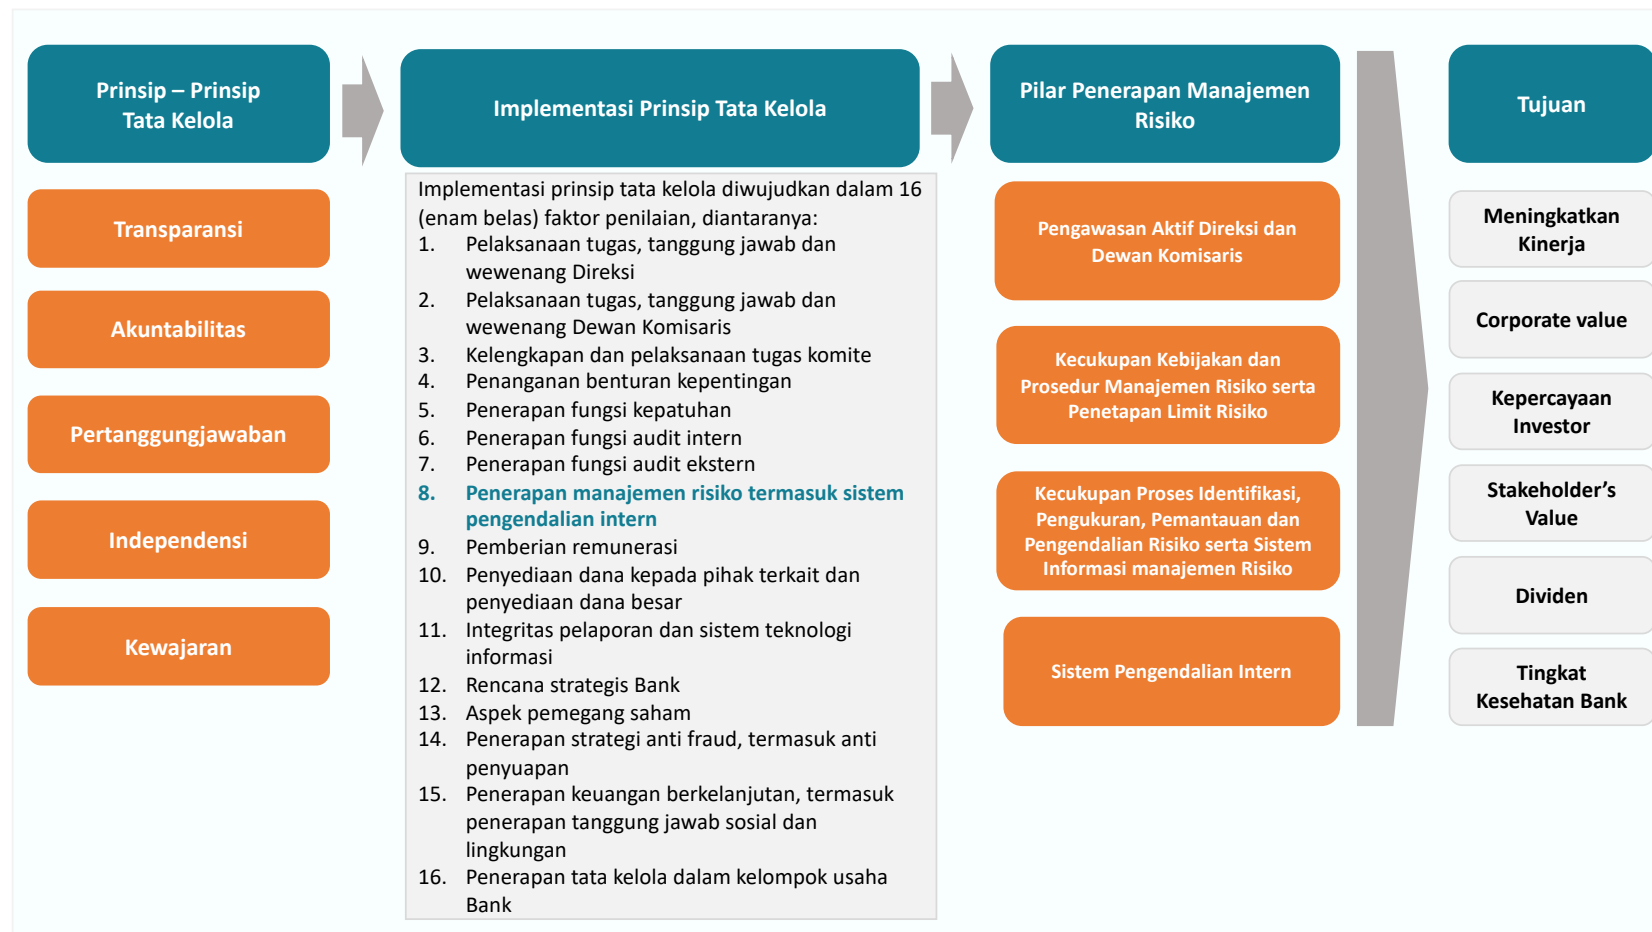 Prinsip – Prinsip
Tata Kelola
Transparansi
Akuntabilitas
Pertanggungjawaban
Independensi
Kewajaran
Implementasi Prinsip Tata Kelola
Implementasi prinsip tata kelola diwujudkan dalam 16
(enam belas) faktor penilaian, diantaranya:
1. Pelaksanaan tugas, tanggung jawab dan
wewenang Direksi
2. Pelaksanaan tugas, tanggung jawab dan
wewenang Dewan Komisaris
3. Kelengkapan dan pelaksanaan tugas komite
4. Penanganan benturan kepentingan
5. Penerapan fungsi kepatuhan
6. Penerapan fungsi audit intern
7. Penerapan fungsi audit ekstern
8. Penerapan manajemen risiko termasuk sistem
pengendalian intern
9. Pemberian remunerasi
10. Penyediaan dana kepada pihak terkait dan
penyediaan dana besar
11. Integritas pelaporan dan sistem teknologi
informasi
12. Rencana strategis Bank
13. Aspek pemegang saham
14. Penerapan strategi anti fraud, termasuk anti
penyuapan
15. Penerapan keuangan berkelanjutan, termasuk
penerapan tanggung jawab sosial dan
lingkungan
16. Penerapan tata kelola dalam kelompok usaha
Bank
Pilar Penerapan Manajemen
Risiko
Pengawasan Aktif Direksi dan
Dewan Komisaris
Kecukupan Kebijakan dan
Prosedur Manajemen Risiko serta
Penetapan Limit Risiko
Kecukupan Proses Identifikasi,
Pengukuran, Pemantauan dan
Pengendalian Risiko serta Sistem
Informasi manajemen Risiko
Sistem Pengendalian Intern
Tujuan
Meningkatkan
Kinerja
Corporate value
Kepercayaan
Investor
Stakeholder’s
Value
Dividen
Tingkat
Kesehatan Bank